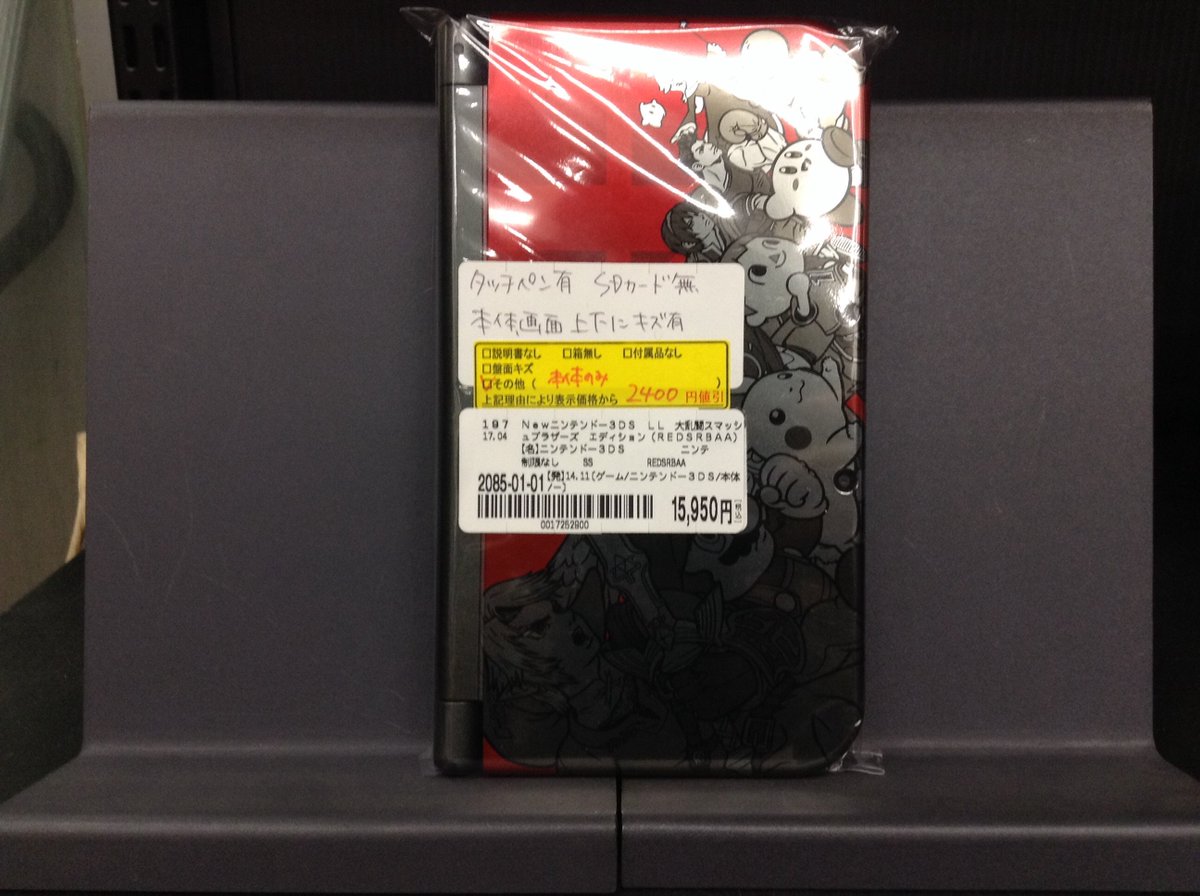 タッチペン有 SDカード無
本体画面上下にキズ有
□説明書なし □箱無し □付属品なし
□盤面キズ
□その他( 本体のみ )
上記理由により表示価格から 2400 円値引
197 Newニンテンドー3DS LL 大乱闘スマッシ
17.04 ュブラザーズ エディション(REDSRBAA)
【名】ニンテンドー3DS ニンテ
制限なし SS REDSRBAA
2085-01-01 【発】14.11(ゲーム/ニンテンドー3DS/本体
/ー)
15,950円
0017252900